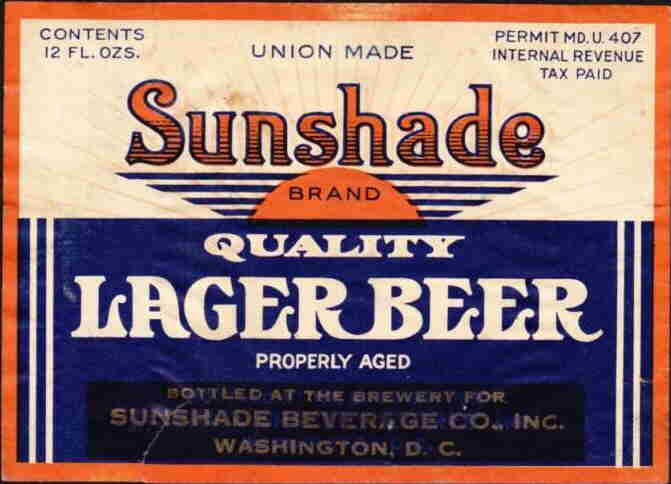 CONTENTS
12 FL. OZS.
UNION MADE
PERMIT MD. U. 407
INTERNAL REVENUE
TAX PAID
Sunshade
BRAND
QUALITY
LAGER BEER
PROPERLY AGED
BOTTLED AT THE BREWERY FOR
SUNSHADE BEVERAGE CO., INC.
WASHINGTON, D. C.